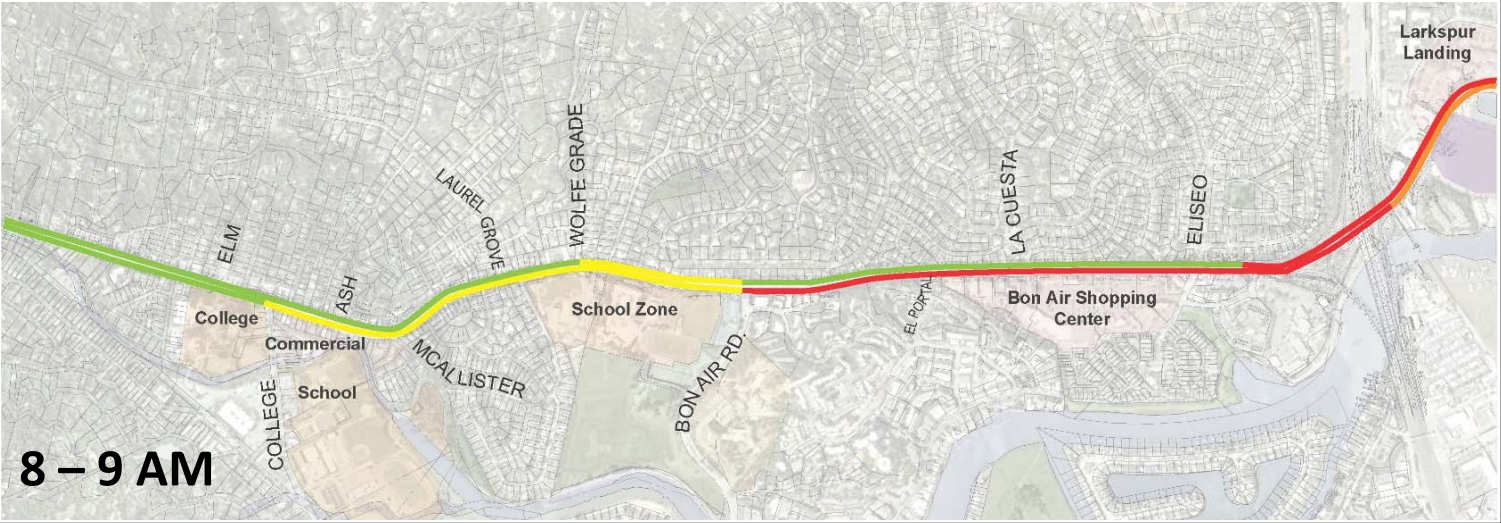 Larkspur
Landing
WOLFE GRADE
LAUREL GROVE
LA CUESTA
ELISEO
ELM
ASH
College
School Zone
EL PORTAL
Bon Air Shopping
Center
Commercial
MCALLISTER
BON AIR RD.
School
COLLEGE
8 – 9 AM